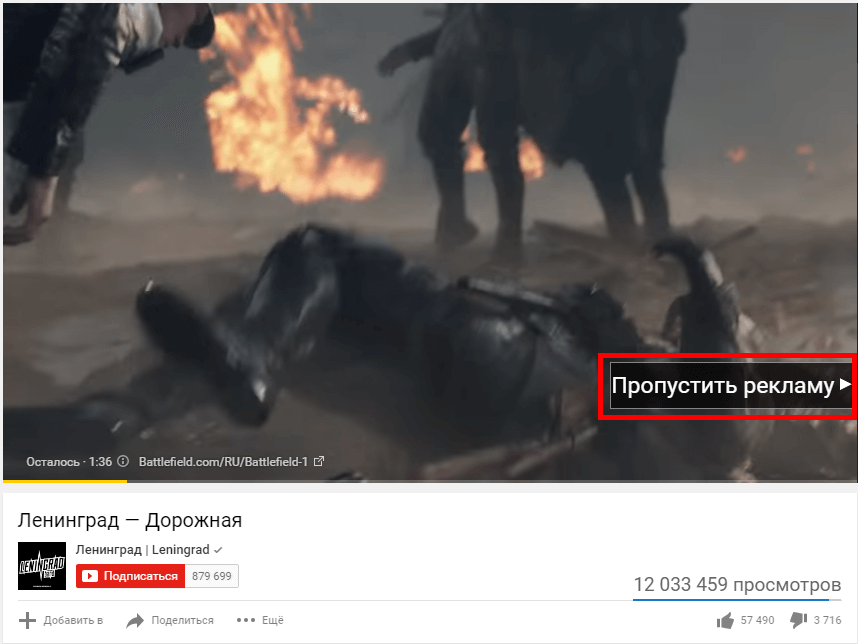 Пропустить рекламу
Осталось · 1:36 Battlefield.com/RU/Battlefield-1
Ленинград — Дорожная
LENINGRAD
Ленинград | Leningrad
Подписаться 879 699
12 033 459 просмотров
Добавить в Поделиться Ещё 57 490 3 716